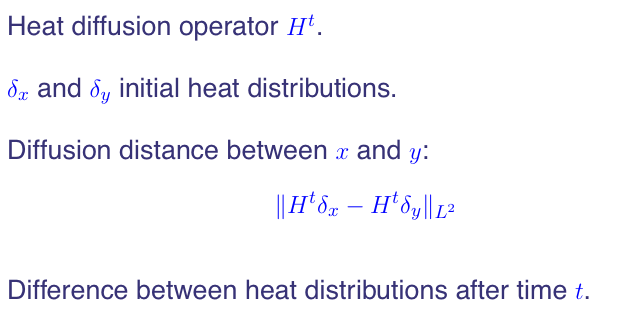 Heat diffusion operator $H^t$.
$\delta_x$ and $\delta_y$ initial heat distributions.
Diffusion distance between $x$ and $y$:
$\|H^t\delta_x - H^t\delta_y\|_{L^2}$
Difference between heat distributions after time $t$.